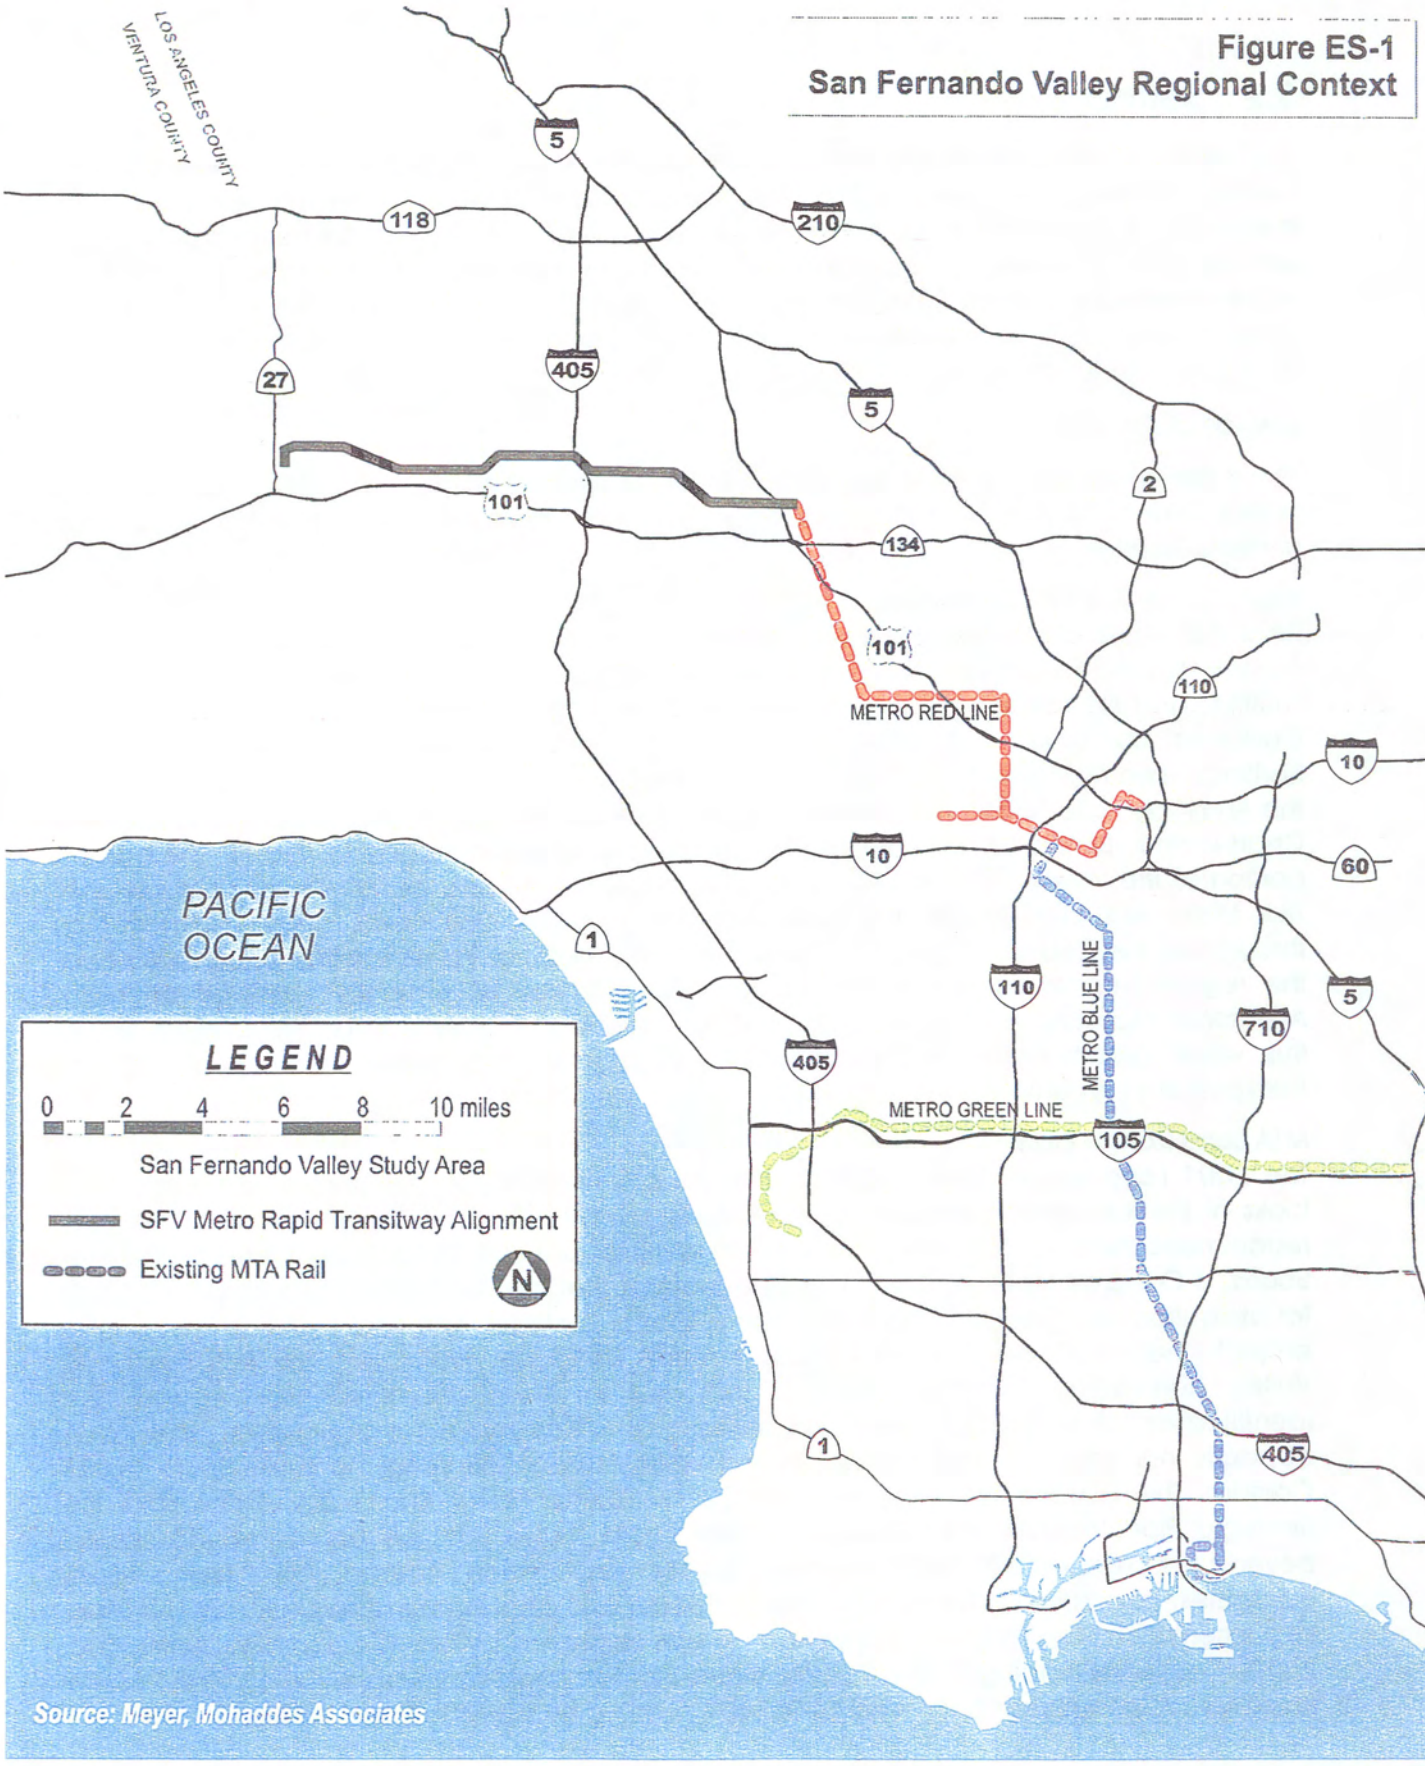 Figure ES-1
San Fernando Valley Regional Context
LOS ANGELES COUNTY
VENTURA COUNTY
5
118
210
27
405
5
2
101
134
101
110
METRO RED LINE
10
10
60
PACIFIC
OCEAN
1
110
METRO BLUE LINE
5
710
405
METRO GREEN LINE
105
LEGEND
0 2 4 6 8 10 miles
San Fernando Valley Study Area
SFV Metro Rapid Transitway Alignment
Existing MTA Rail
N
1
405
Source: Meyer, Mohaddes Associates